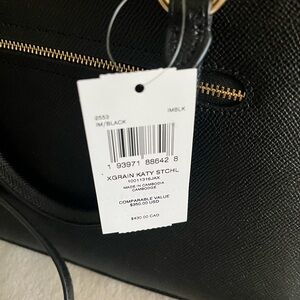 2553
IM/BLACK
IMBLK
1 93971 88642 8
XGRAIN KATY STCHL
10011316JAX
MADE IN CAMBODIA
CAMBODGE
COMPARABLE VALUE
$350.00 USD
$430.00 CAD